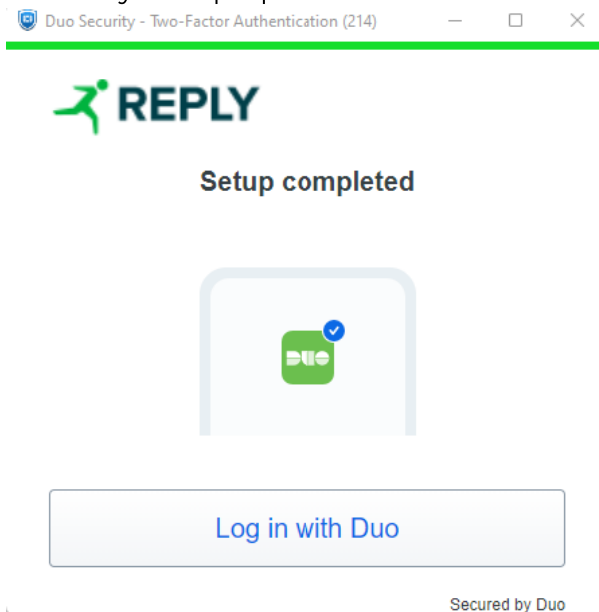 Duo Security - Two-Factor Authentication (214)
REPLY
Setup completed
DUO
Log in with Duo
Secured by Duo